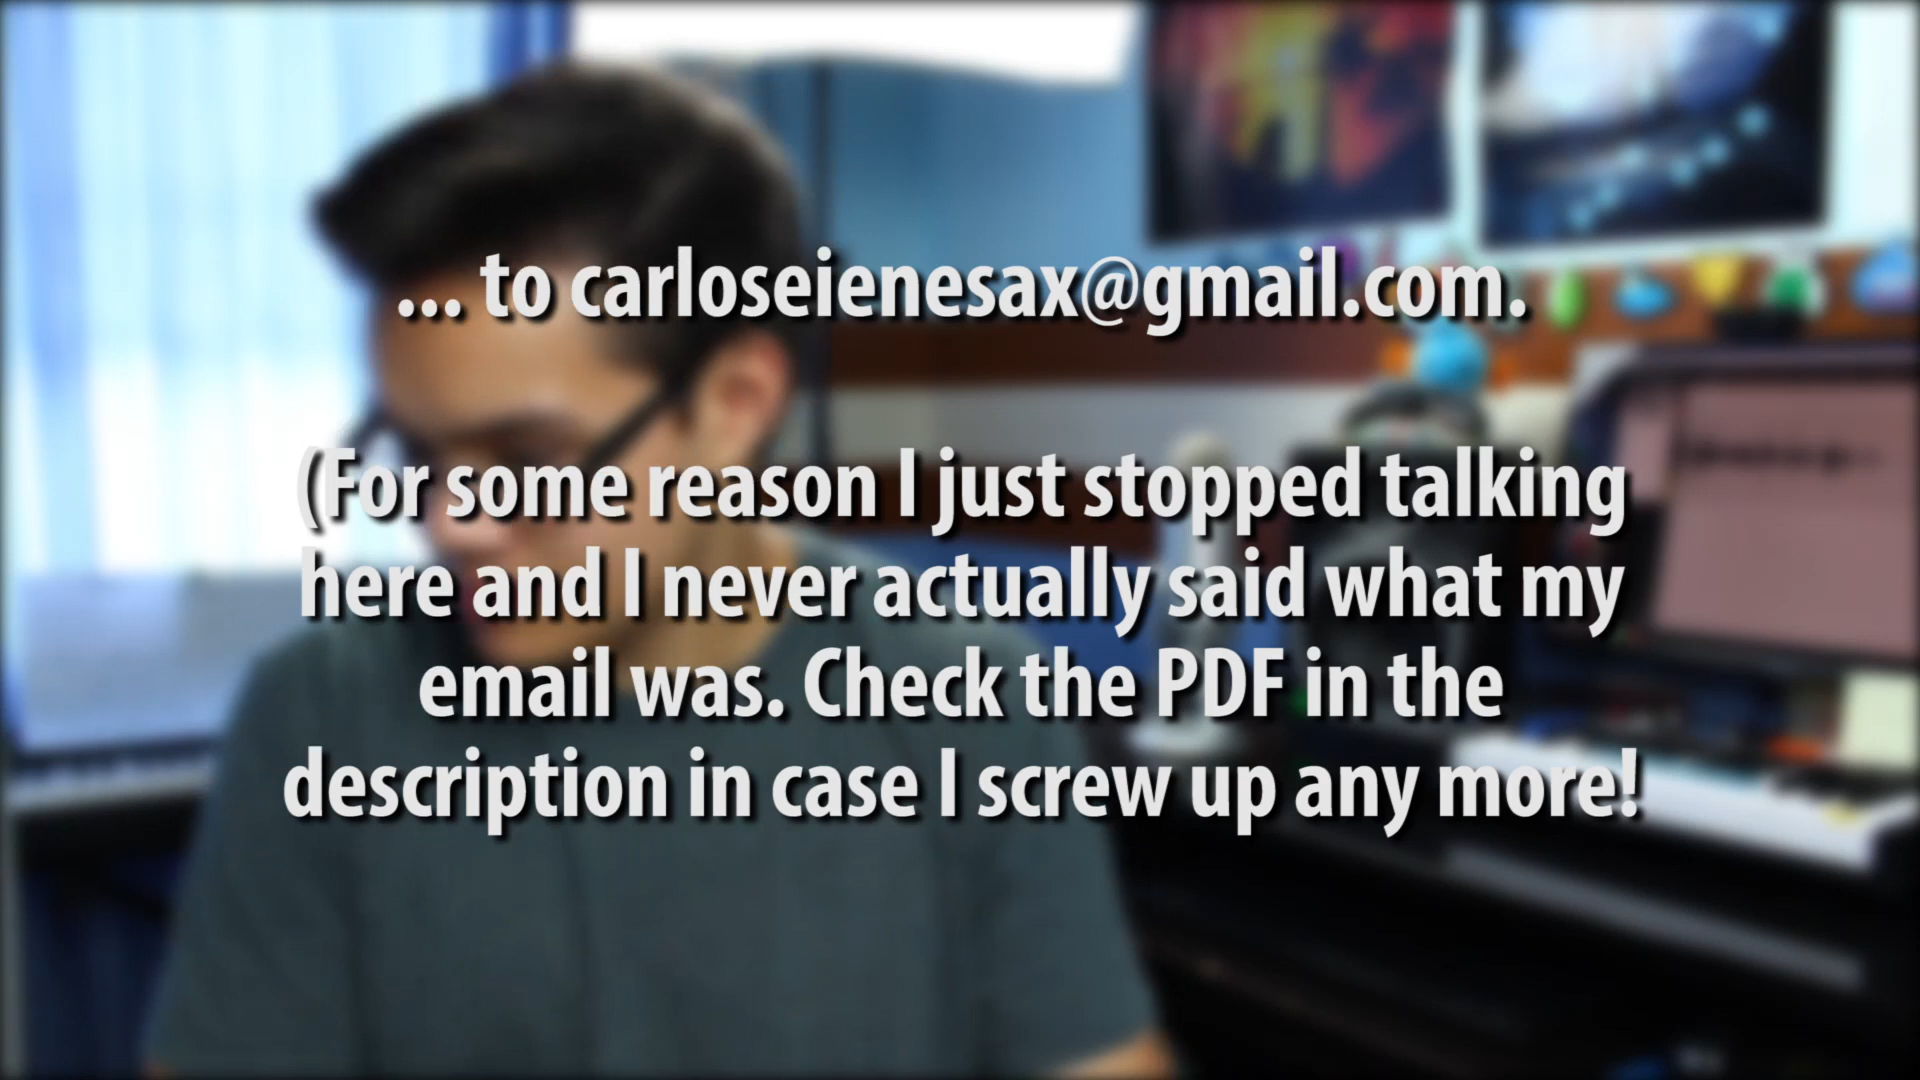 ... to carloseienesax@gmail.com.
(For some reason I just stopped talking
here and I never actually said what my
email was. Check the PDF in the
description in case I screw up any more!